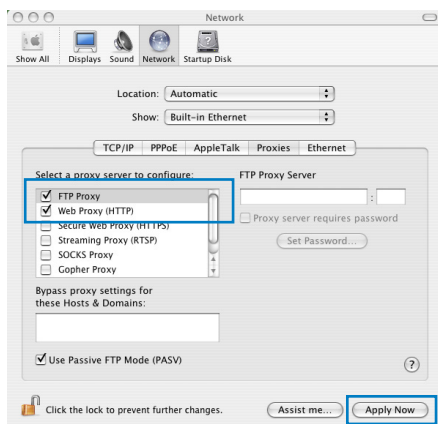 Network
Show All Displays Sound Network Startup Disk
Location: Automatic
Show: Built-in Ethernet
TCP/IP PPPoE AppleTalk Proxies Ethernet
Select a proxy server to configure: FTP Proxy Server
FTP Proxy :
Web Proxy (HTTP) Proxy server requires password
Secure Web Proxy (HTTPS)
Streaming Proxy (RTSP) Set Password...
SOCKS Proxy
Gopher Proxy
Bypass proxy settings for
these Hosts & Domains:
Use Passive FTP Mode (PASV) ?
Click the lock to prevent further changes. Assist me... Apply Now